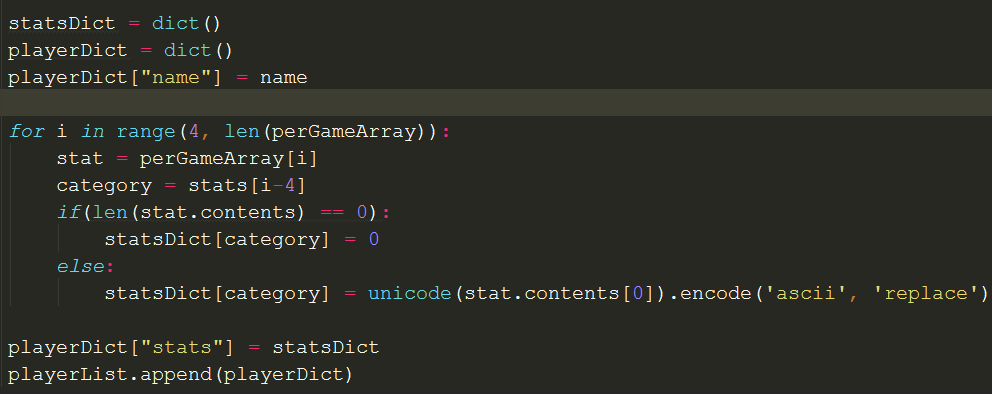 statsDict = dict()
playerDict = dict()
playerDict["name"] = name
for i in range(4, len(perGameArray)):
    stat = perGameArray[i]
    category = stats[i-4]
    if(len(stat.contents) == 0):
        statsDict[category] = 0
    else:
        statsDict[category] = unicode(stat.contents[0]).encode('ascii', 'replace')
playerDict["stats"] = statsDict
playerList.append(playerDict)